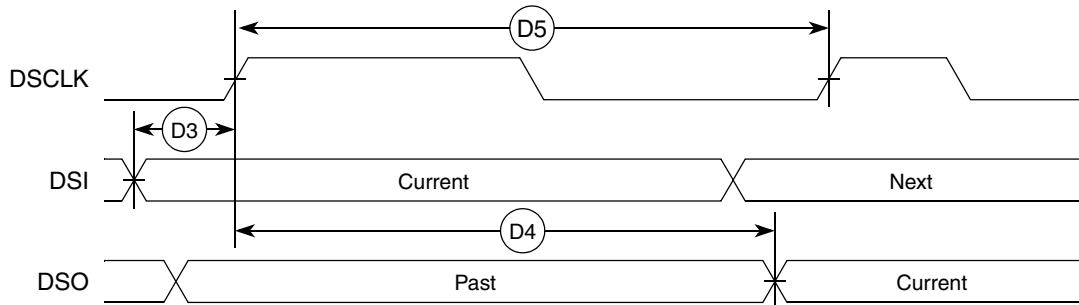 D5
DSCLK
D3
DSI Current Next
D4
DSO Past Current